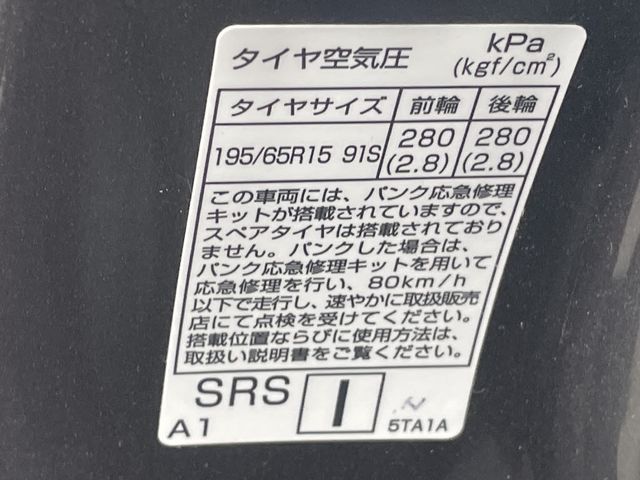 タイヤ空気圧 kPa
(kgf/cm²)
タイヤサイズ 前輪 後輪
195/65R15 91S 280 280
(2.8) (2.8)
この車両には、パンク応急修理
キットが搭載されていますので、
スペアタイヤは搭載されており
ません。パンクした場合は、
パンク応急修理キットを用いて
応急修理を行い、80km/h
以下で走行し、速やかに取扱販売
店にて点検を受けてください。
搭載位置ならびに使用方法は、
取扱い説明書をご覧ください。
SRS I
A1 5TA1A